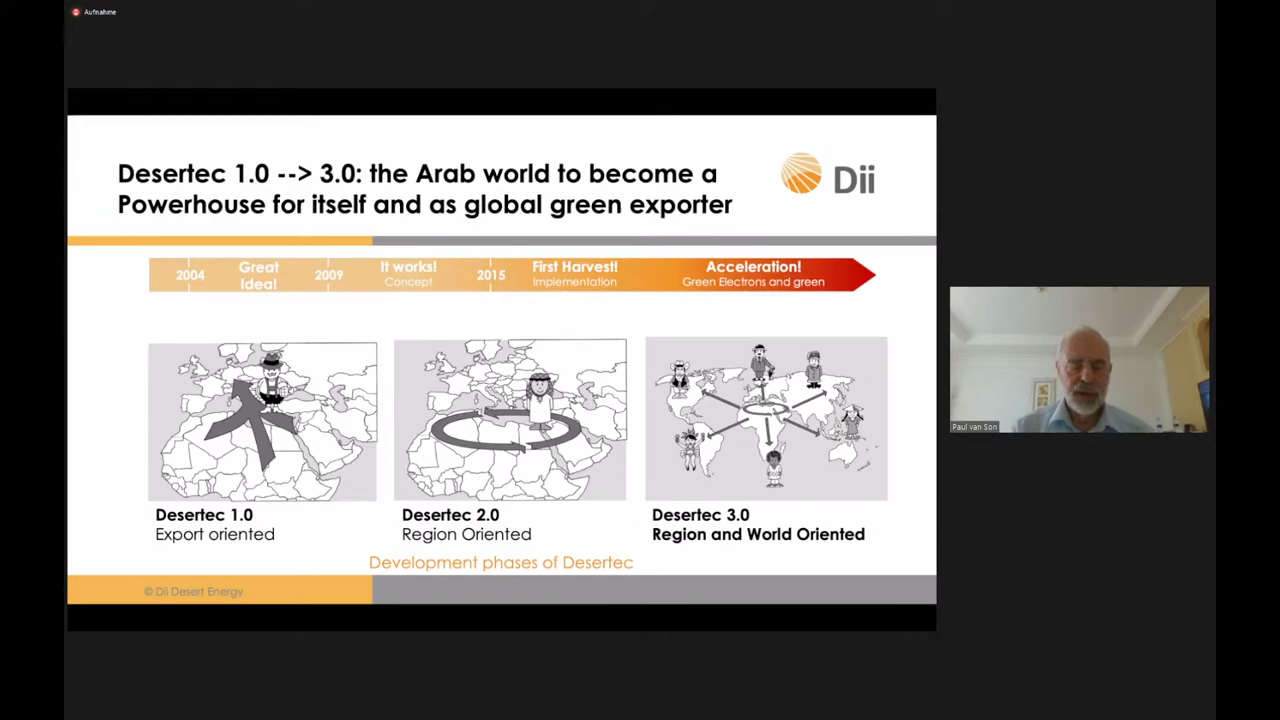 Aufnahme
Desertec 1.0 --> 3.0: the Arab world to become a
Powerhouse for itself and as global green exporter
Dii
2004
Great
Idea!
2009
It works!
Concept
2015
First Harvest!
Implementation
Acceleration!
Green Electrons and green
Desertec 1.0
Export oriented
Desertec 2.0
Region Oriented
Desertec 3.0
Region and World Oriented
Development phases of Desertec
© Dii Desert Energy
Paul van Son